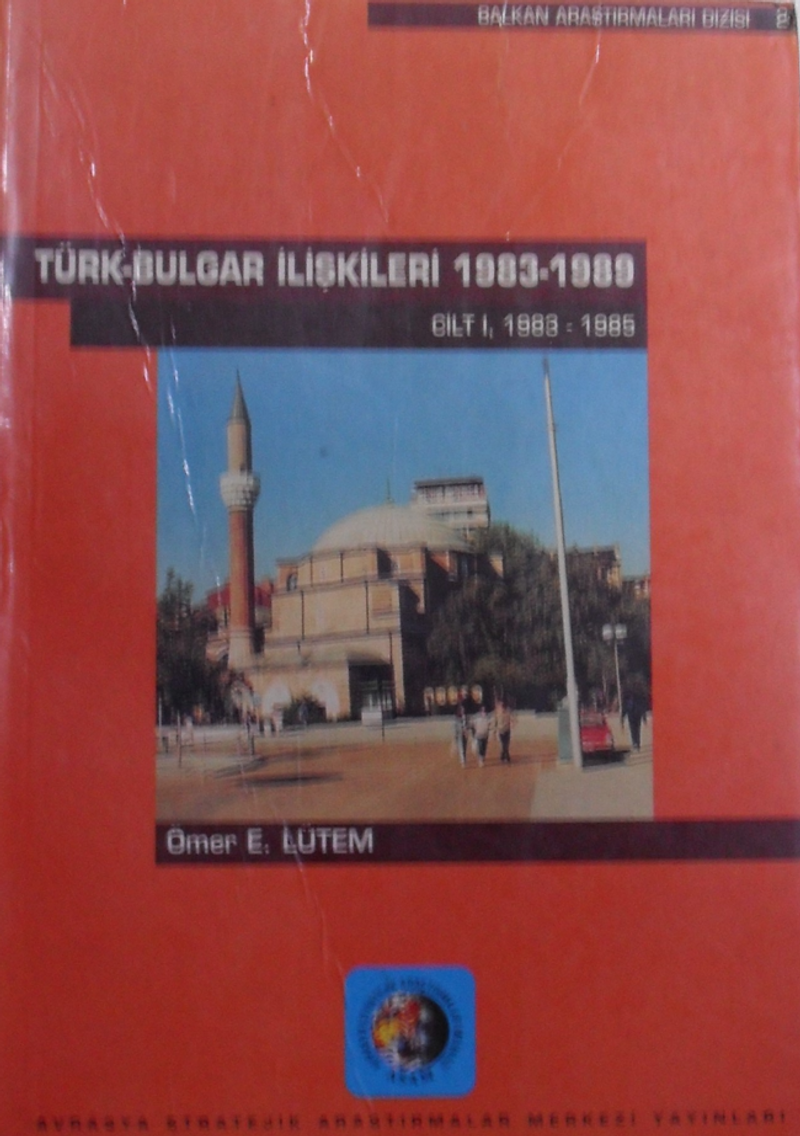 BALKAN ARAŞTIRMALARI DİZİSİ 2
TÜRK-BULGAR İLİŞKİLERİ 1983-1989
CİLT I, 1983 - 1985
Ömer E. LÜTEM
ASAM
AVRASYA STRATEJİK ARAŞTIRMALAR MERKEZİ YAYINLARI